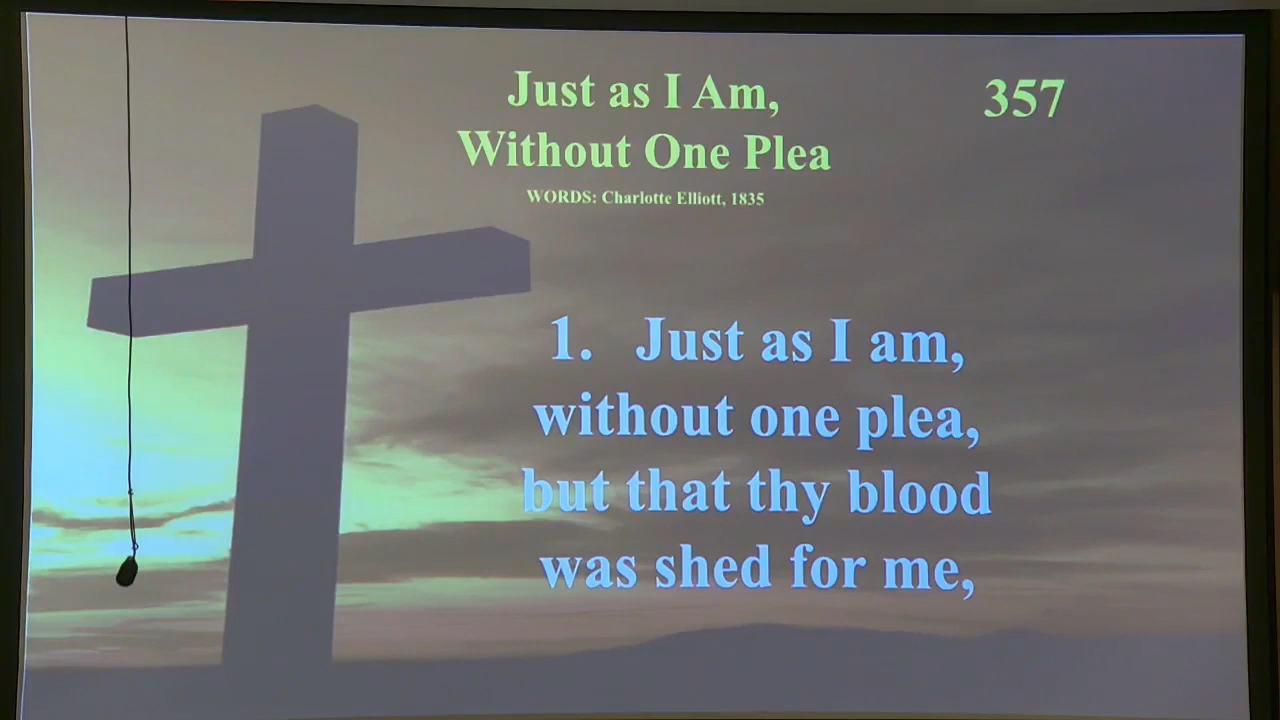 Just as I Am,
357
Without One Plea
WORDS: Charlotte Elliott, 1835
1. Just as I am,
without one plea,
but that thy blood
was shed for me,